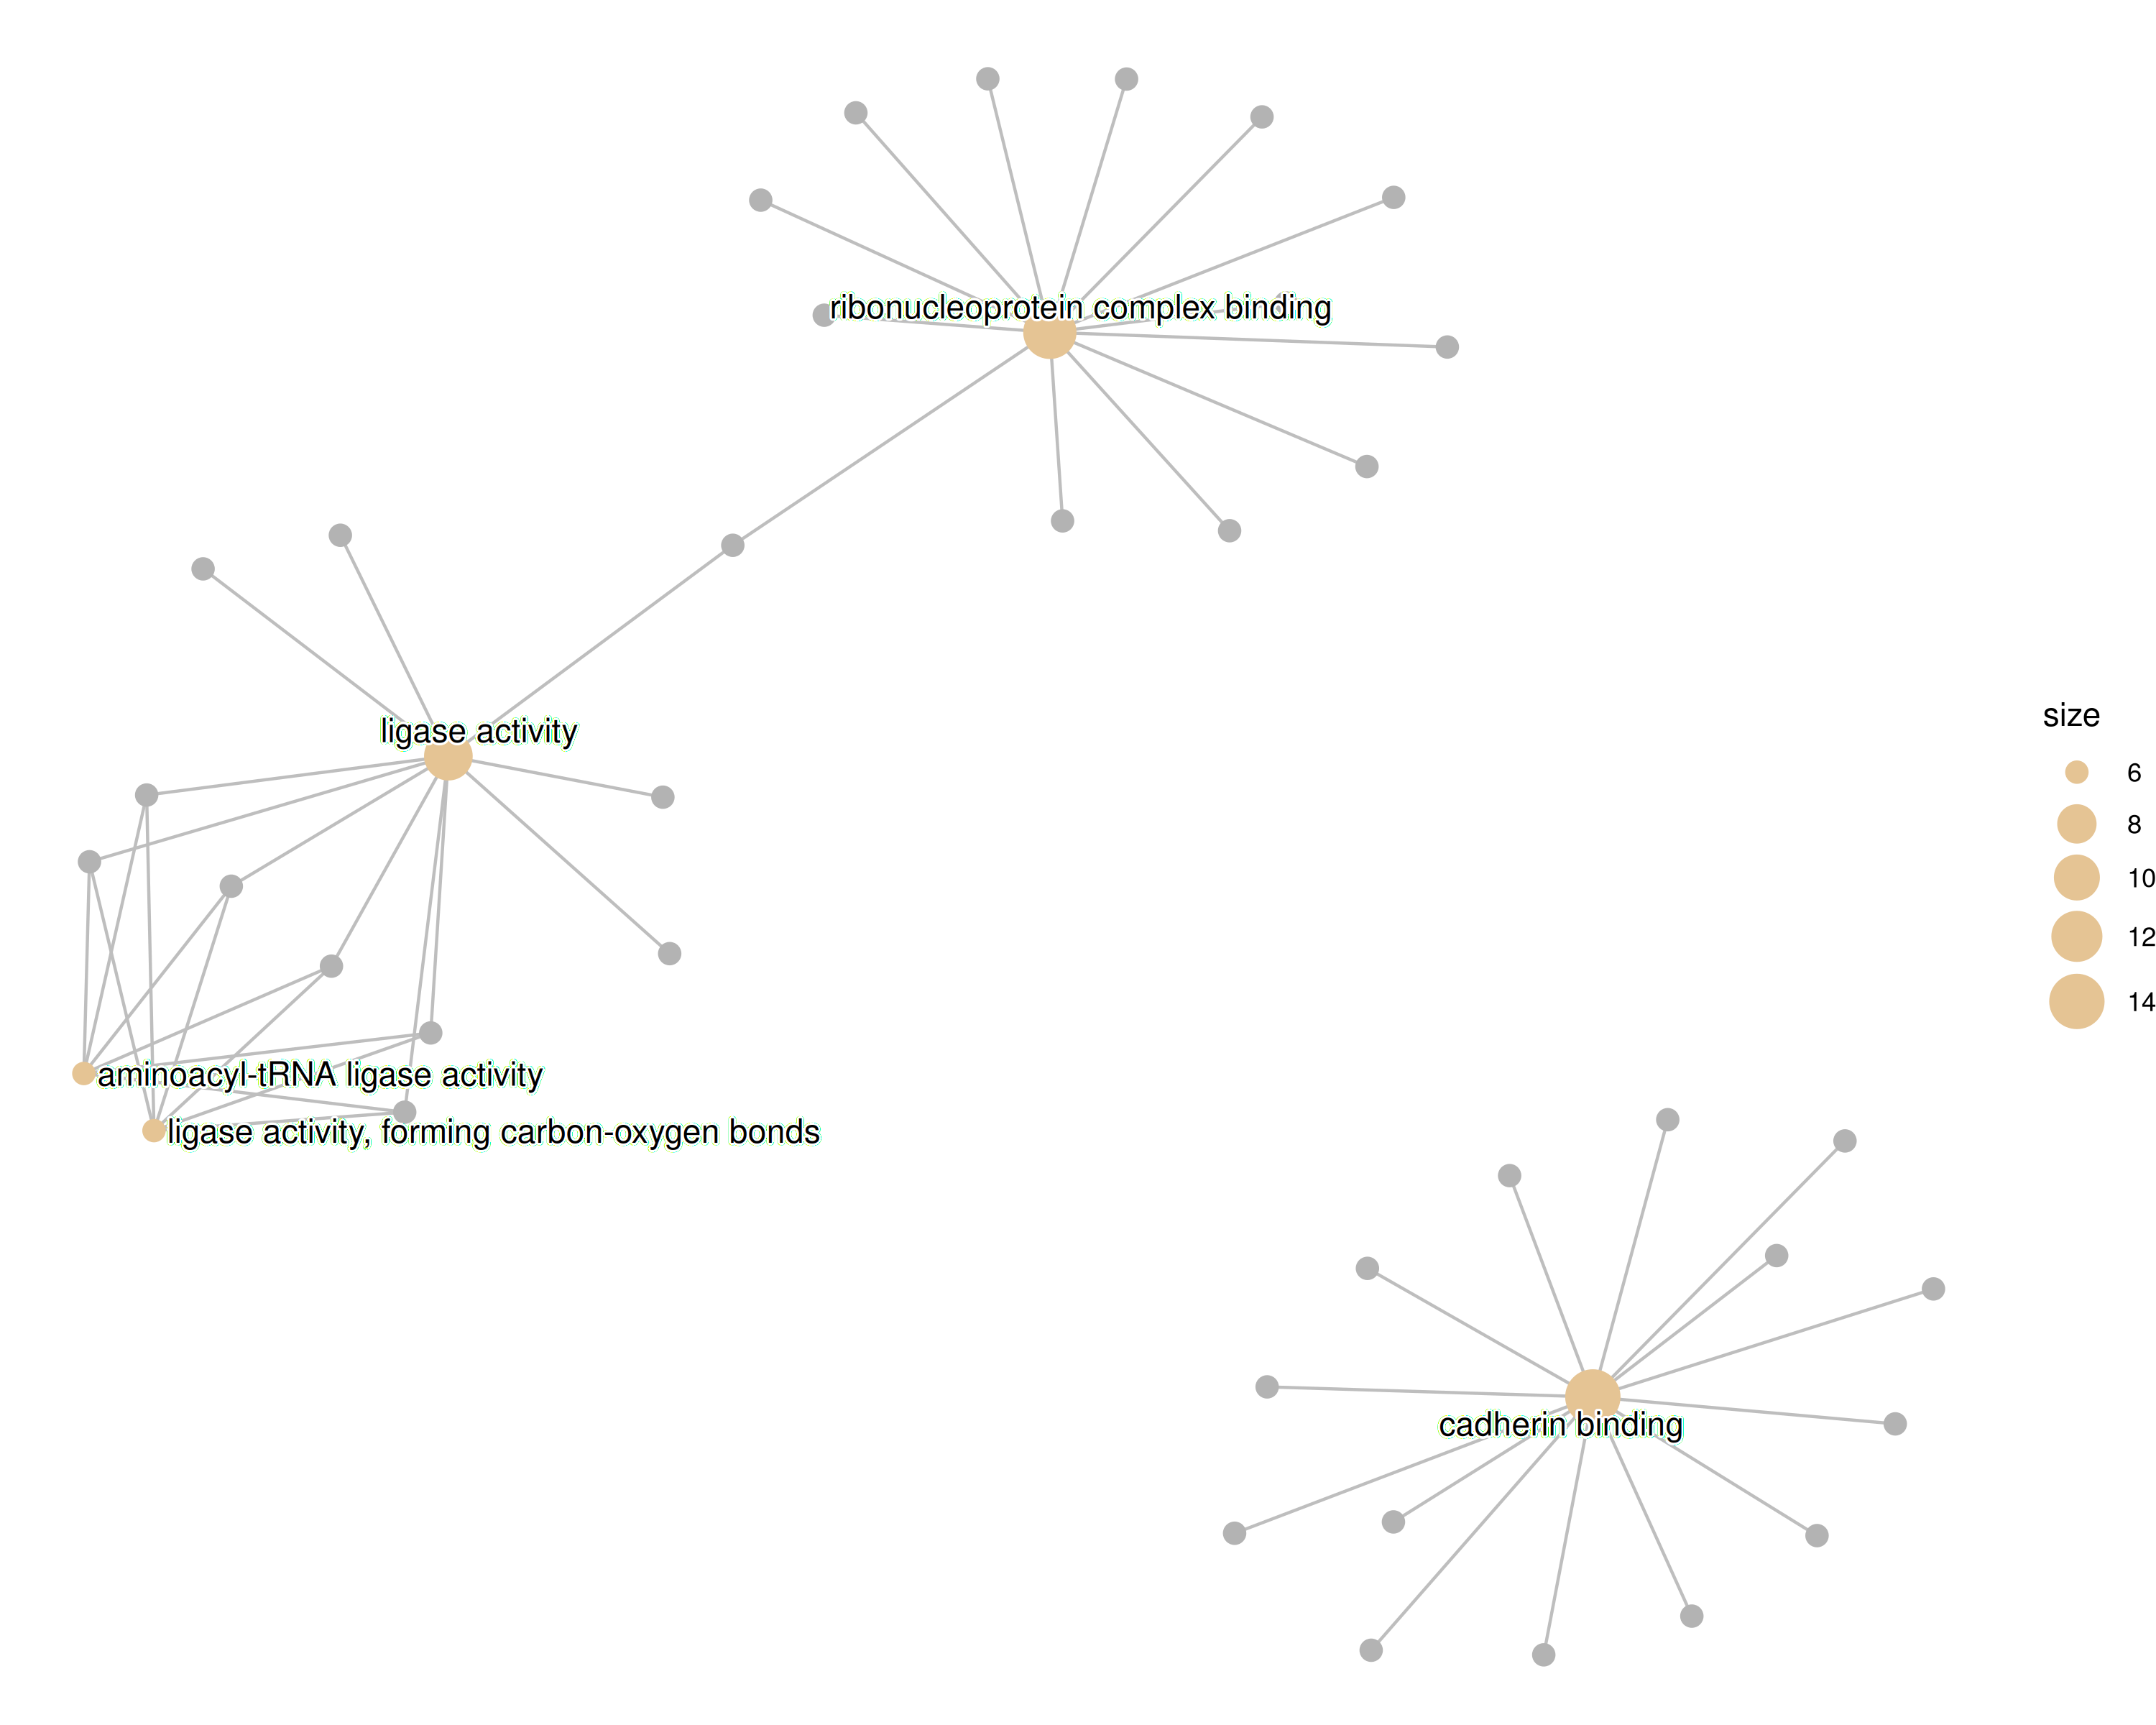 ribonucleoprotein complex binding
ligase activity
aminoacyl-tRNA ligase activity
ligase activity, forming carbon-oxygen bonds
cadherin binding
size
6
8
10
12
14